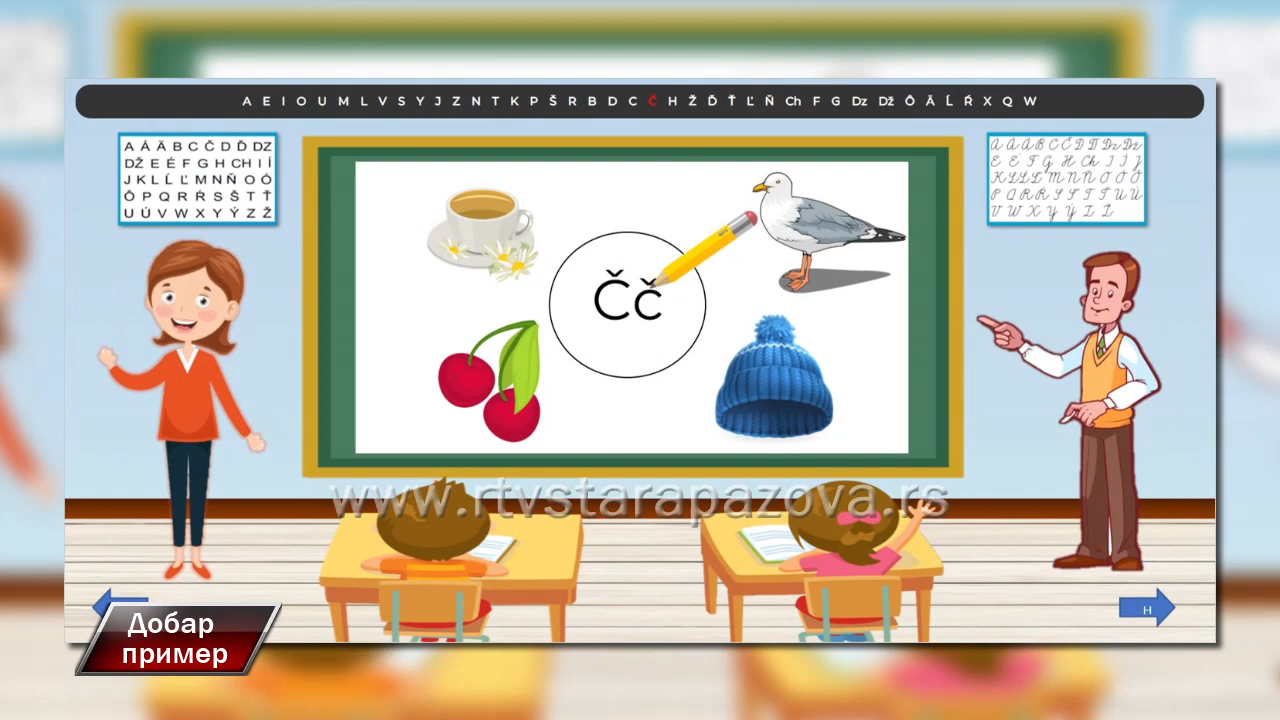 A E I O U M L V S Y J Z N T K P Š R B D C Č H Ž Ď Ť Ľ Ň Ch F G Dz Dž Ô Ä Ĺ Ŕ X Q W
A Á Ä B C Č D Ď DZ
DŽ E É F G H CH I Í
J K L Ĺ Ľ M N Ň O Ó
Ô P Q R Ŕ S Š T Ť
U Ú V W X Y Ý Z Ž
Čč
www.rtvstarapazova.rs
H
Добар
пример